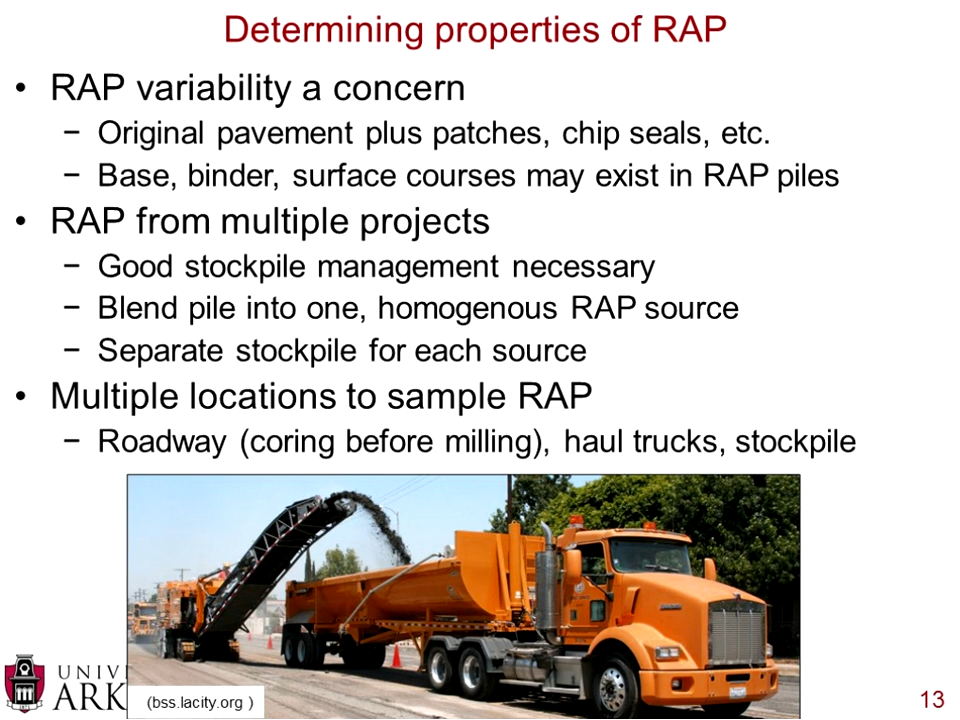 Determining properties of RAP
• RAP variability a concern
− Original pavement plus patches, chip seals, etc.
− Base, binder, surface courses may exist in RAP piles
• RAP from multiple projects
− Good stockpile management necessary
− Blend pile into one, homogenous RAP source
− Separate stockpile for each source
• Multiple locations to sample RAP
− Roadway (coring before milling), haul trucks, stockpile
UNIV
ARK
(bss.lacity.org )
13